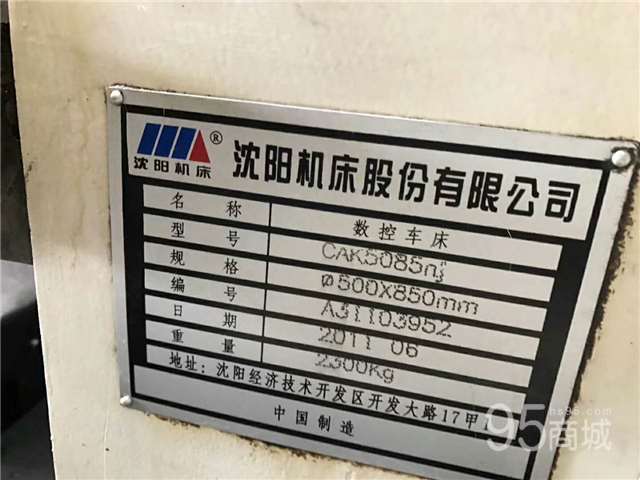 沈阳机床 ® 沈阳机床股份有限公司
名称 数控车床
型号 CAK5085nj
规格 ø500X850mm
编号 A31103952
日期 2011 06
重量 2300Kg
地址: 沈阳经济技术开发区开发大路17甲1
中国制造
95商城
hs95.com